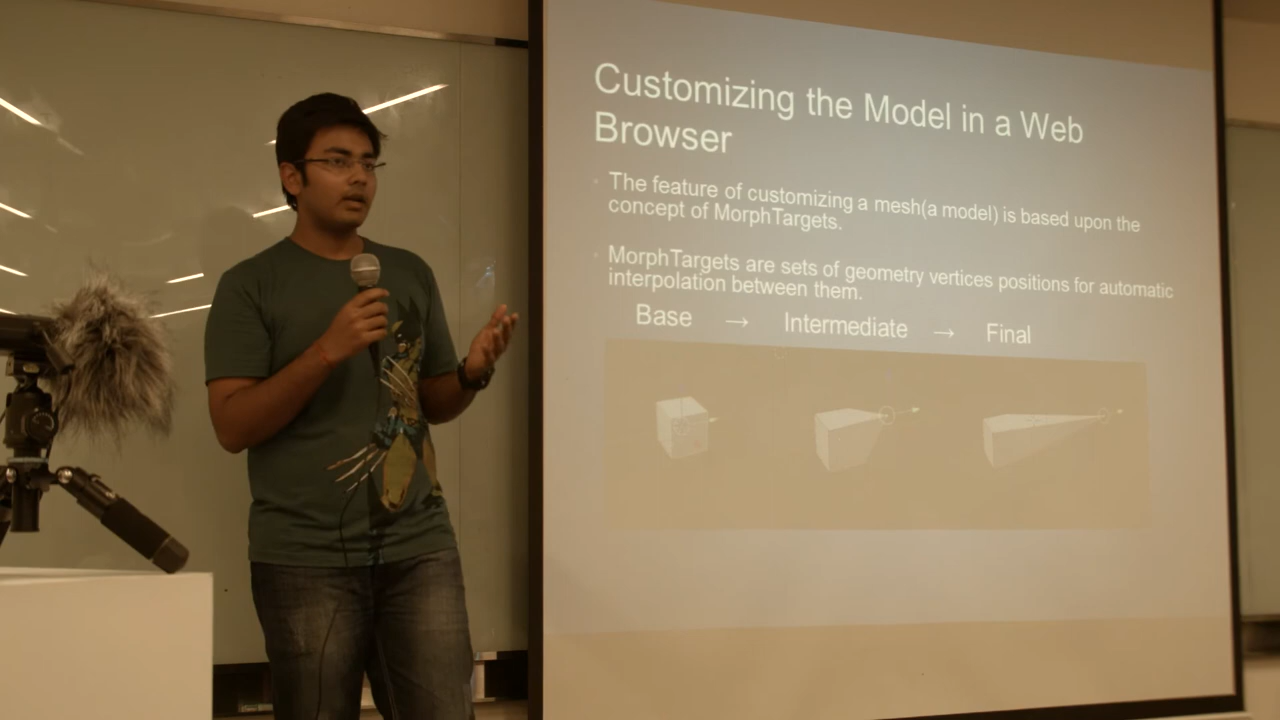 Customizing the Model in a Web
Browser
The feature of customizing a mesh(a model) is based upon the
concept of MorphTargets.
MorphTargets are sets of geometry vertices positions for automatic
interpolation between them.
Base → Intermediate → Final